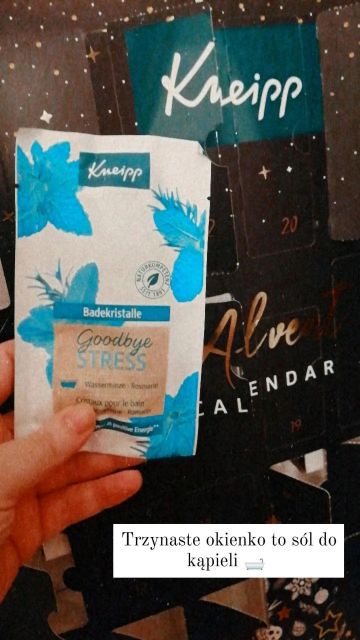 Kneipp
20
Kneipp
NATURKOMPETENZ
Badekristalle
Goodbye
STRESS
Wasserminze · Rosmarin
Cristaux pour le bain
Advent
CALENDAR
19
Trzynaste okienko to sól do
kąpieli 🛁